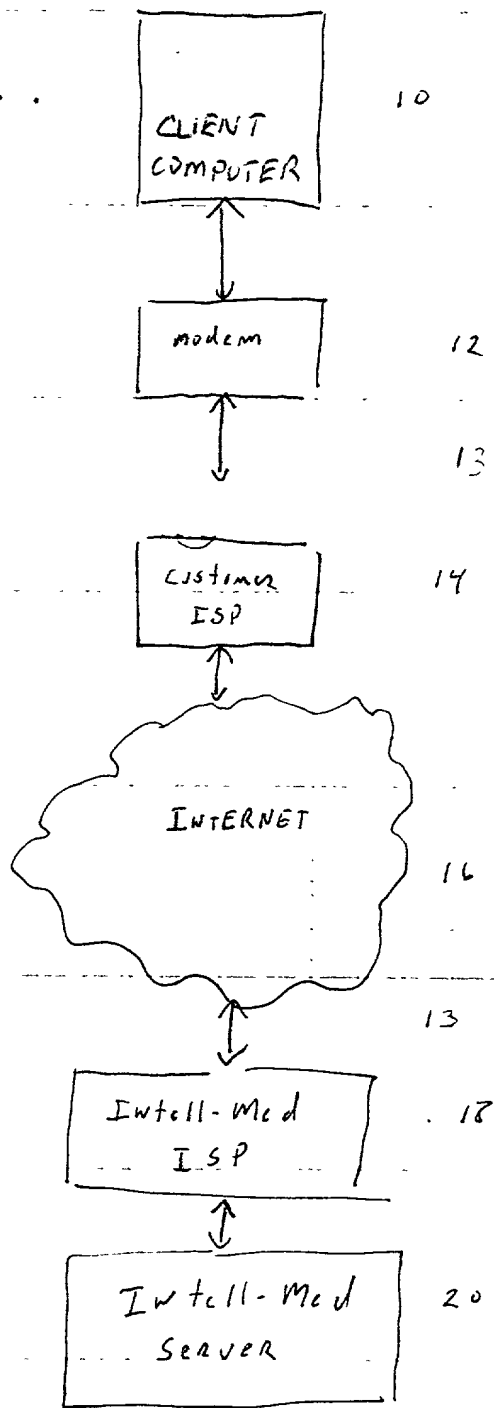 10
CLIENT
COMPUTER
modem
12
13
14
Customer
ISP
INTERNET
16
13
Intell-Med
ISP
18
Intell-Med
Server
20